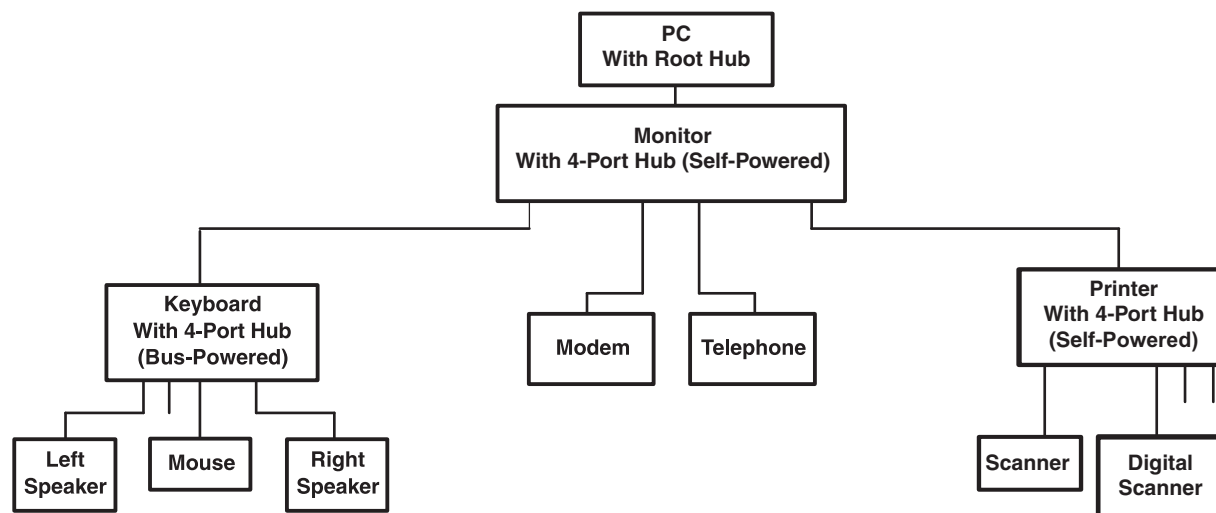 PC
With Root Hub
Monitor
With 4-Port Hub (Self-Powered)
Keyboard
With 4-Port Hub
(Bus-Powered)
Modem
Telephone
Printer
With 4-Port Hub
(Self-Powered)
Left
Speaker
Mouse
Right
Speaker
Scanner
Digital
Scanner